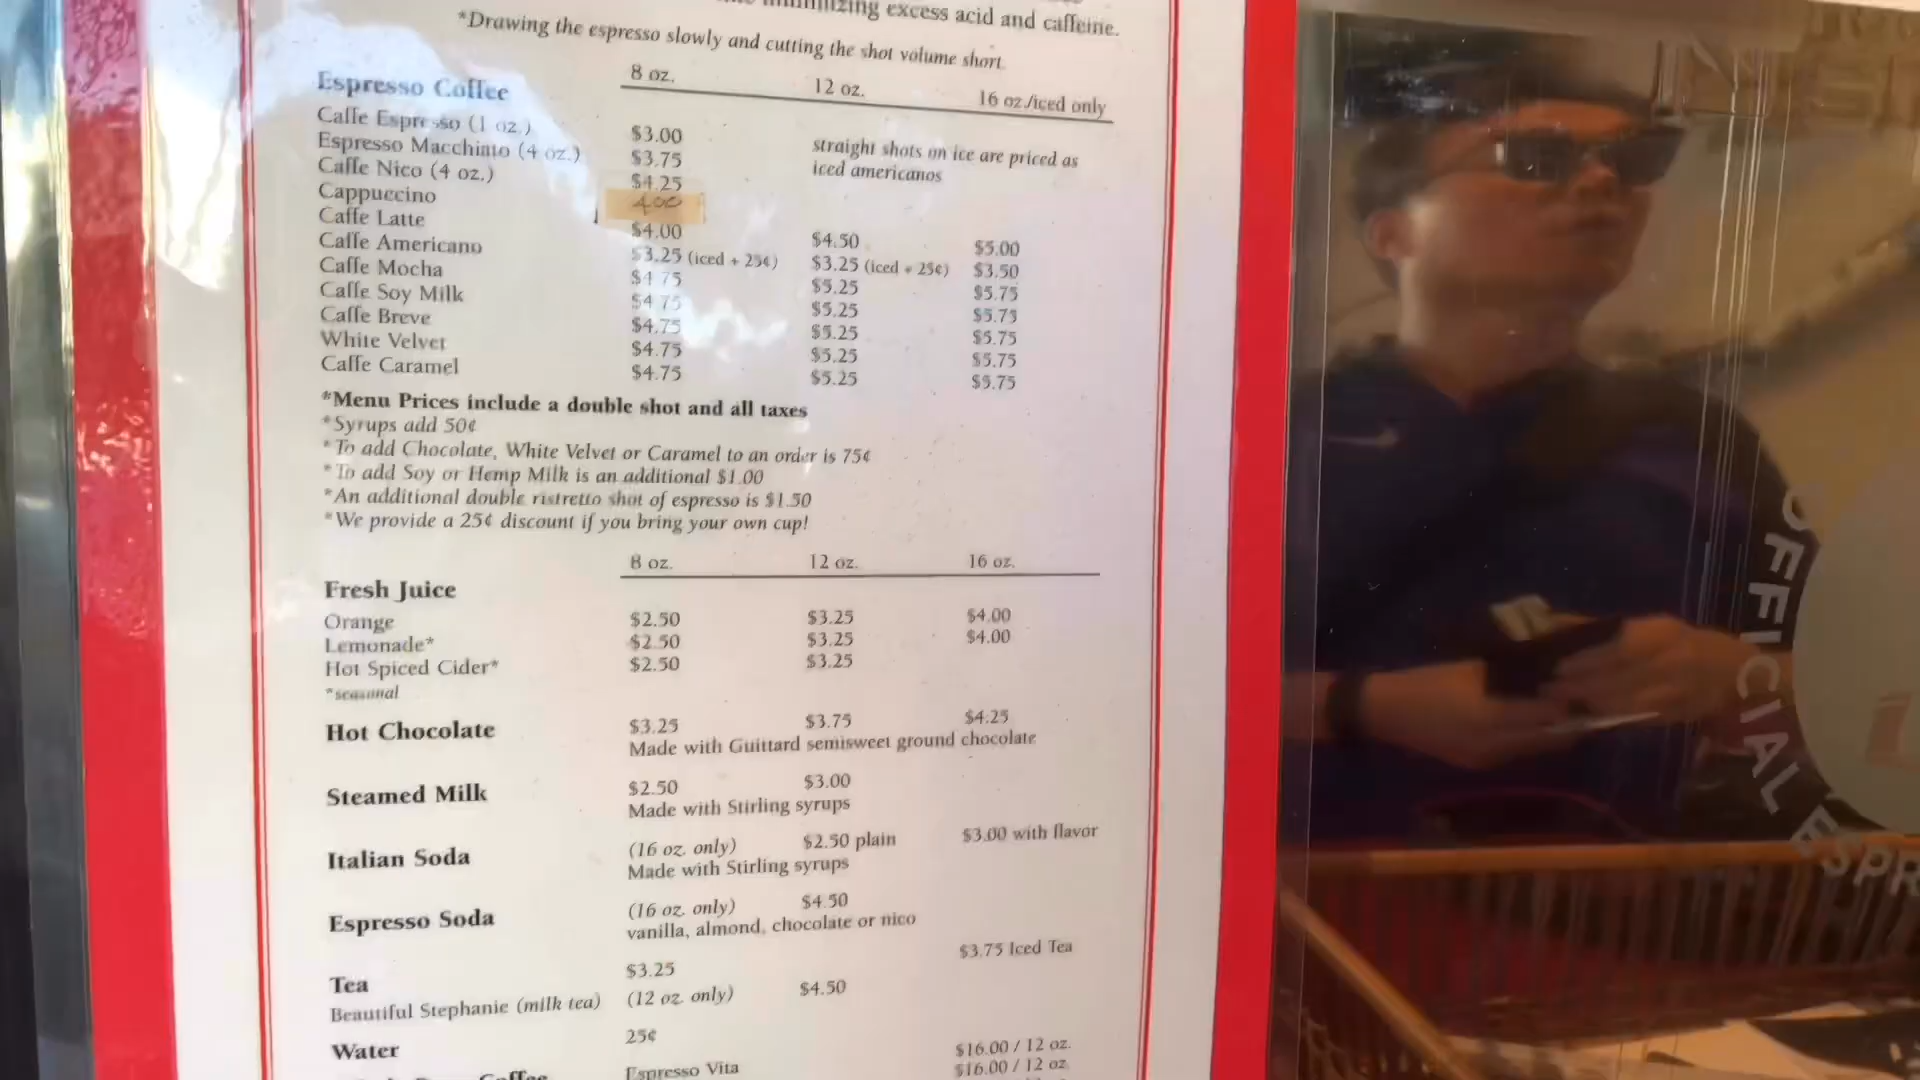 minimizing excess acid and caffeine.
*Drawing the espresso slowly and cutting the shot volume short.
Espresso Coffee 8 oz. 12 oz. 16 oz./iced only
Caffe Espresso (1 oz.) $3.00 straight shots on ice are priced as
Espresso Macchiato (4 oz.) $3.75 iced americanos
Caffe Nico (4 oz.) $4.25
Cappuccino 4.00
Caffe Latte $4.00 $4.50 $5.00
Caffe Americano $3.25 (iced + 25¢) $3.25 (iced + 25¢) $3.50
Caffe Mocha $4.75 $5.25 $5.75
Caffe Soy Milk $4.75 $5.25 $5.75
Caffe Breve $4.75 $5.25 $5.75
White Velvet $4.75 $5.25 $5.75
Caffe Caramel $4.75 $5.25 $5.75
*Menu Prices include a double shot and all taxes
*Syrups add 50¢
*To add Chocolate, White Velvet or Caramel to an order is 75¢
*To add Soy or Hemp Milk is an additional $1.00
*An additional double ristretto shot of espresso is $1.50
*We provide a 25¢ discount if you bring your own cup!
8 oz. 12 oz. 16 oz.
Fresh Juice
Orange $2.50 $3.25 $4.00
Lemonade* $2.50 $3.25 $4.00
Hot Spiced Cider* $2.50 $3.25
*seasonal
Hot Chocolate $3.25 $3.75 $4.25
Made with Guittard semisweet ground chocolate
Steamed Milk $2.50 $3.00
Made with Stirling syrups
Italian Soda (16 oz. only) $2.50 plain $3.00 with flavor
Made with Stirling syrups
Espresso Soda (16 oz. only) $4.50
vanilla, almond, chocolate or nico
Tea $3.25 $3.75 Iced Tea
Beautiful Stephanie (milk tea) (12 oz. only) $4.50
Water 25¢
Coffee Espresso Vita $16.00 / 12 oz.
$16.00 / 12 oz.
OFFICIAL ESPR